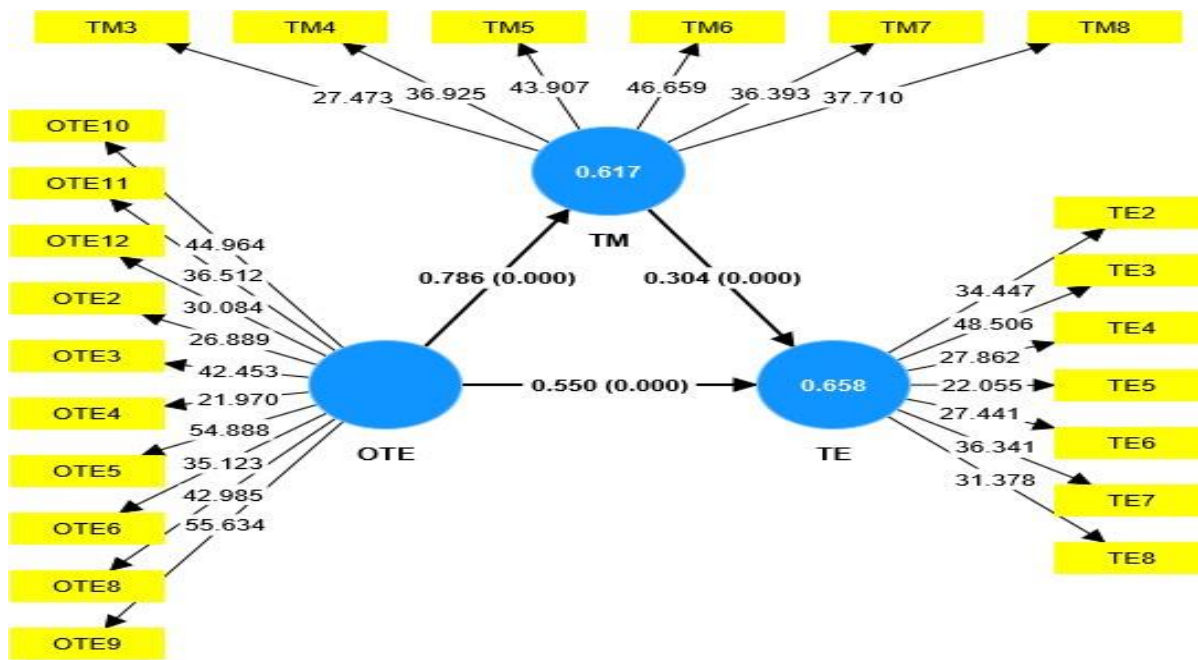 TM3 TM4 TM5 TM6 TM7 TM8
27.473 36.925 43.907 46.659 36.393 37.710
OTE10
OTE11
OTE12
OTE2
OTE3
OTE4
OTE5
OTE6
OTE8
OTE9
44.964
36.512
30.084
26.889
42.453
21.970
54.888
35.123
42.985
55.634
0.617
TM
0.786 (0.000)
0.304 (0.000)
0.550 (0.000)
OTE
0.658
TE
34.447
48.506
27.862
22.055
27.441
36.341
31.378
TE2
TE3
TE4
TE5
TE6
TE7
TE8